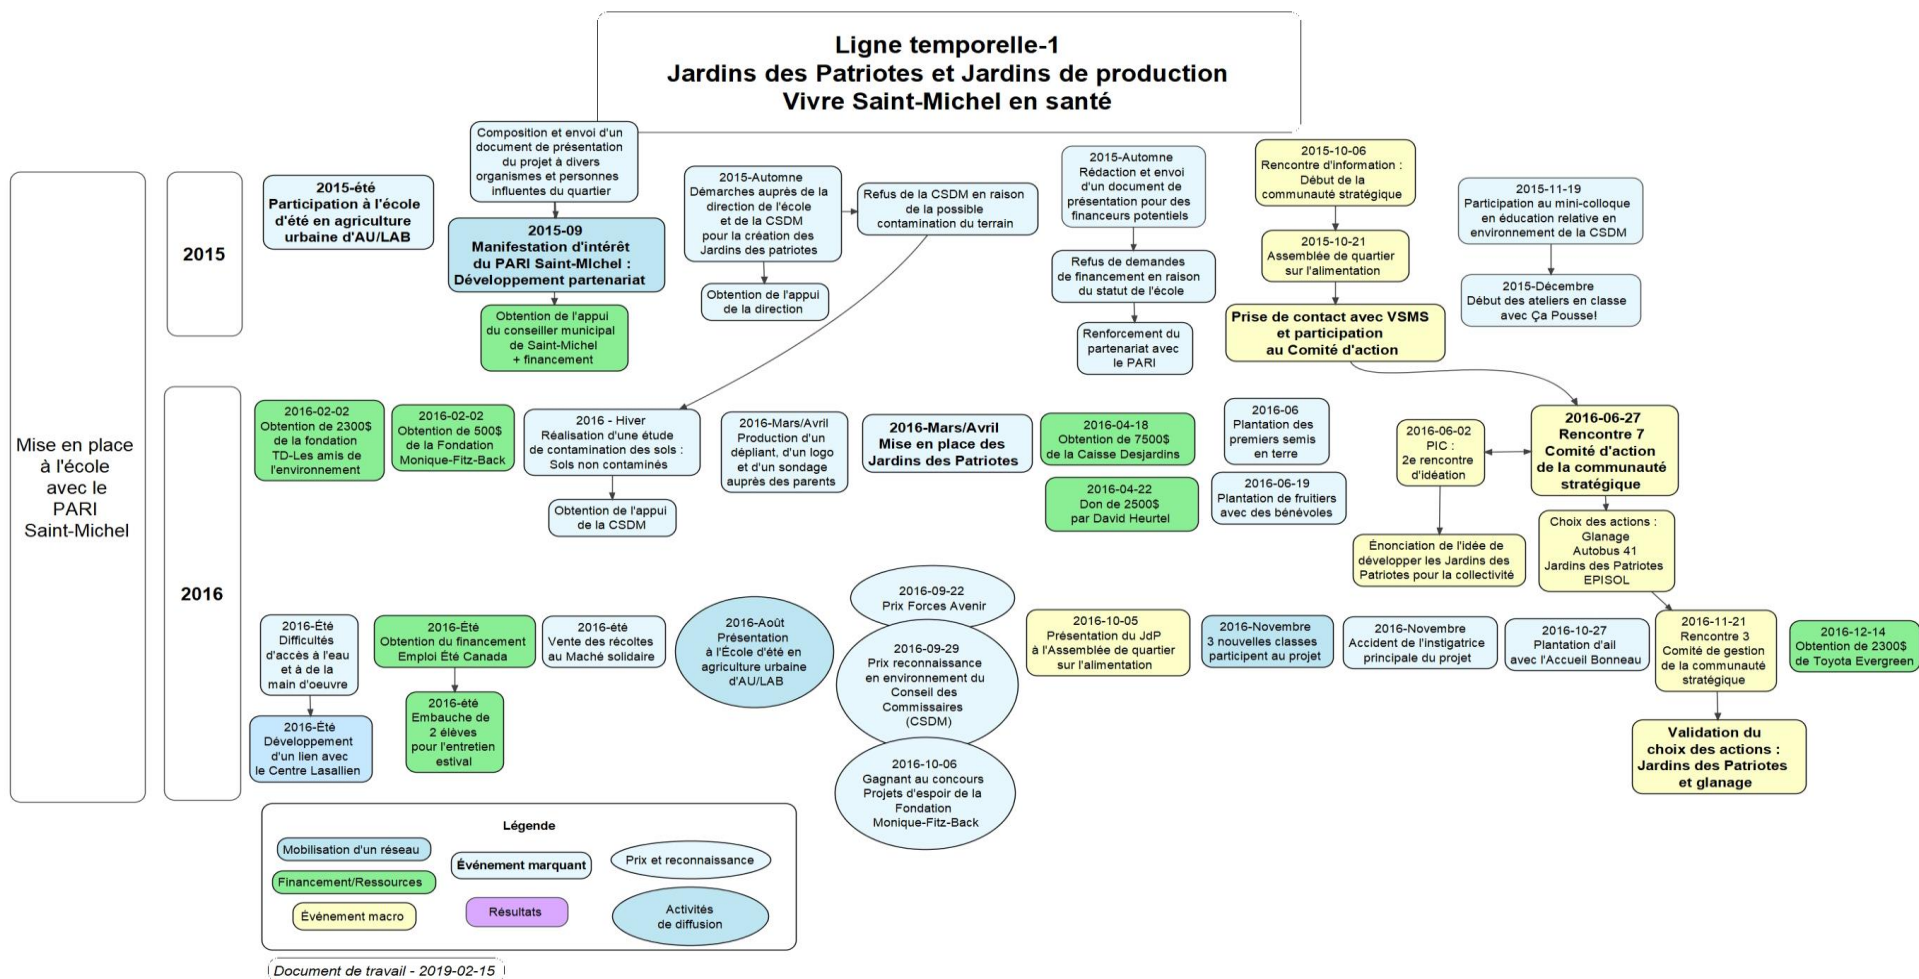 Ligne temporelle-1
Jardins des Patriotes et Jardins de production
Vivre Saint-Michel en santé
Mise en place
à l'école
avec le
PARI
Saint-Michel
2015
2015-été
Participation à l'école
d'été en agriculture
urbaine d'AU/LAB
Composition et envoi d'un
document de présentation
du projet à divers
organismes et personnes
influentes du quartier
2015-09
Manifestation d'intérêt
du PARI Saint-MIchel :
Développement partenariat
Obtention de l'appui
du conseiller municipal
de Saint-Michel
+ financement
2015-Automne
Démarches auprès de la
direction de l'école
et de la CSDM
pour la création des
Jardins des patriotes
Obtention de l'appui
de la direction
Refus de la CSDM en raison
de la possible
contamination du terrain
2015-Automne
Rédaction et envoi
d'un document de
présentation pour des
financeurs potentiels
Refus de demandes
de financement en raison
du statut de l'école
Renforcement du
partenariat avec
le PARI
2015-10-06
Rencontre d'information :
Début de la
communauté stratégique
2015-10-21
Assemblée de quartier
sur l'alimentation
Prise de contact avec VSMS
et participation
au Comité d'action
2015-11-19
Participation au mini-colloque
en éducation relative en
environnement de la CSDM
2015-Décembre
Début des ateliers en classe
avec Ça Pousse!
2016
2016-02-02
Obtention de 2300$
de la fondation
TD-Les amis de
l'environnement
2016-02-02
Obtention de 500$
de la Fondation
Monique-Fitz-Back
2016 - Hiver
Réalisation d'une étude
de contamination des sols :
Sols non contaminés
Obtention de l'appui
de la CSDM
2016-Mars/Avril
Production d'un
dépliant, d'un logo
et d'un sondage
auprès des parents
2016-Mars/Avril
Mise en place des
Jardins des Patriotes
2016-04-18
Obtention de 7500$
de la Caisse Desjardins
2016-04-22
Don de 2500$
par David Heurtel
2016-06
Plantation des
premiers semis
en terre
2016-06-19
Plantation de fruitiers
avec des bénévoles
2016-06-02
PIC :
2e rencontre
d'idéation
Énonciation de l'idée de
développer les Jardins des
Patriotes pour la collectivité
2016-06-27
Rencontre 7
Comité d'action
de la communauté
stratégique
Choix des actions :
Glanage
Autobus 41
Jardins des Patriotes
EPISOL
2016-Été
Difficultés
d'accès à l'eau
et à de la
main d'oeuvre
2016-Été
Développement
d'un lien avec
le Centre Lasallien
2016-Été
Obtention du financement
Emploi Été Canada
2016-été
Embauche de
2 élèves
pour l'entretien
estival
2016-été
Vente des récoltes
au Maché solidaire
2016-Août
Présentation
à l'École d'été en
agriculture urbaine
d'AU/LAB
2016-09-22
Prix Forces Avenir
2016-09-29
Prix reconnaissance
en environnement du
Conseil des
Commissaires
(CSDM)
2016-10-06
Gagnant au concours
Projets d'espoir de la
Fondation
Monique-Fitz-Back
2016-10-05
Présentation du JdP
à l'Assemblée de quartier
sur l'alimentation
2016-Novembre
3 nouvelles classes
participent au projet
2016-Novembre
Accident de l'instigatrice
principale du projet
2016-10-27
Plantation d'ail
avec l'Accueil Bonneau
2016-11-21
Rencontre 3
Comité de gestion
de la communauté
stratégique
Validation du
choix des actions :
Jardins des Patriotes
et glanage
2016-12-14
Obtention de 2300$
de Toyota Evergreen
Légende
Mobilisation d'un réseau
Financement/Ressources
Événement macro
Événement marquant
Résultats
Prix et reconnaissance
Activités
de diffusion
Document de travail - 2019-02-15